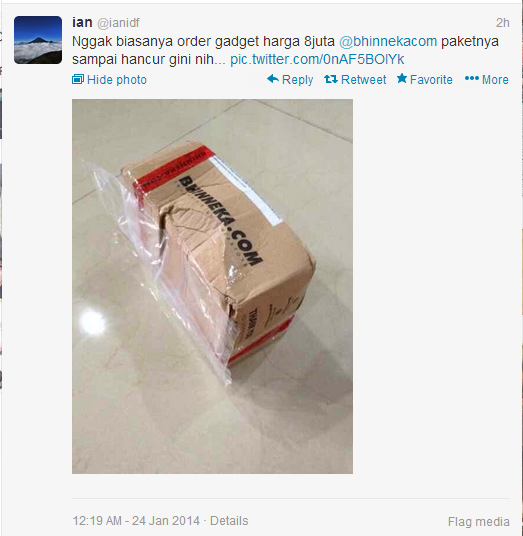 ian @ianidf 2h
Nggak biasanya order gadget harga 8juta @bhinnekacom paketnya
sampai hancur gini nih... pic.twitter.com/0nAF5BOlYk
Hide photo Reply Retweet Favorite More
BHINNEKA.COM
12:19 AM - 24 Jan 2014 · Details
Flag media